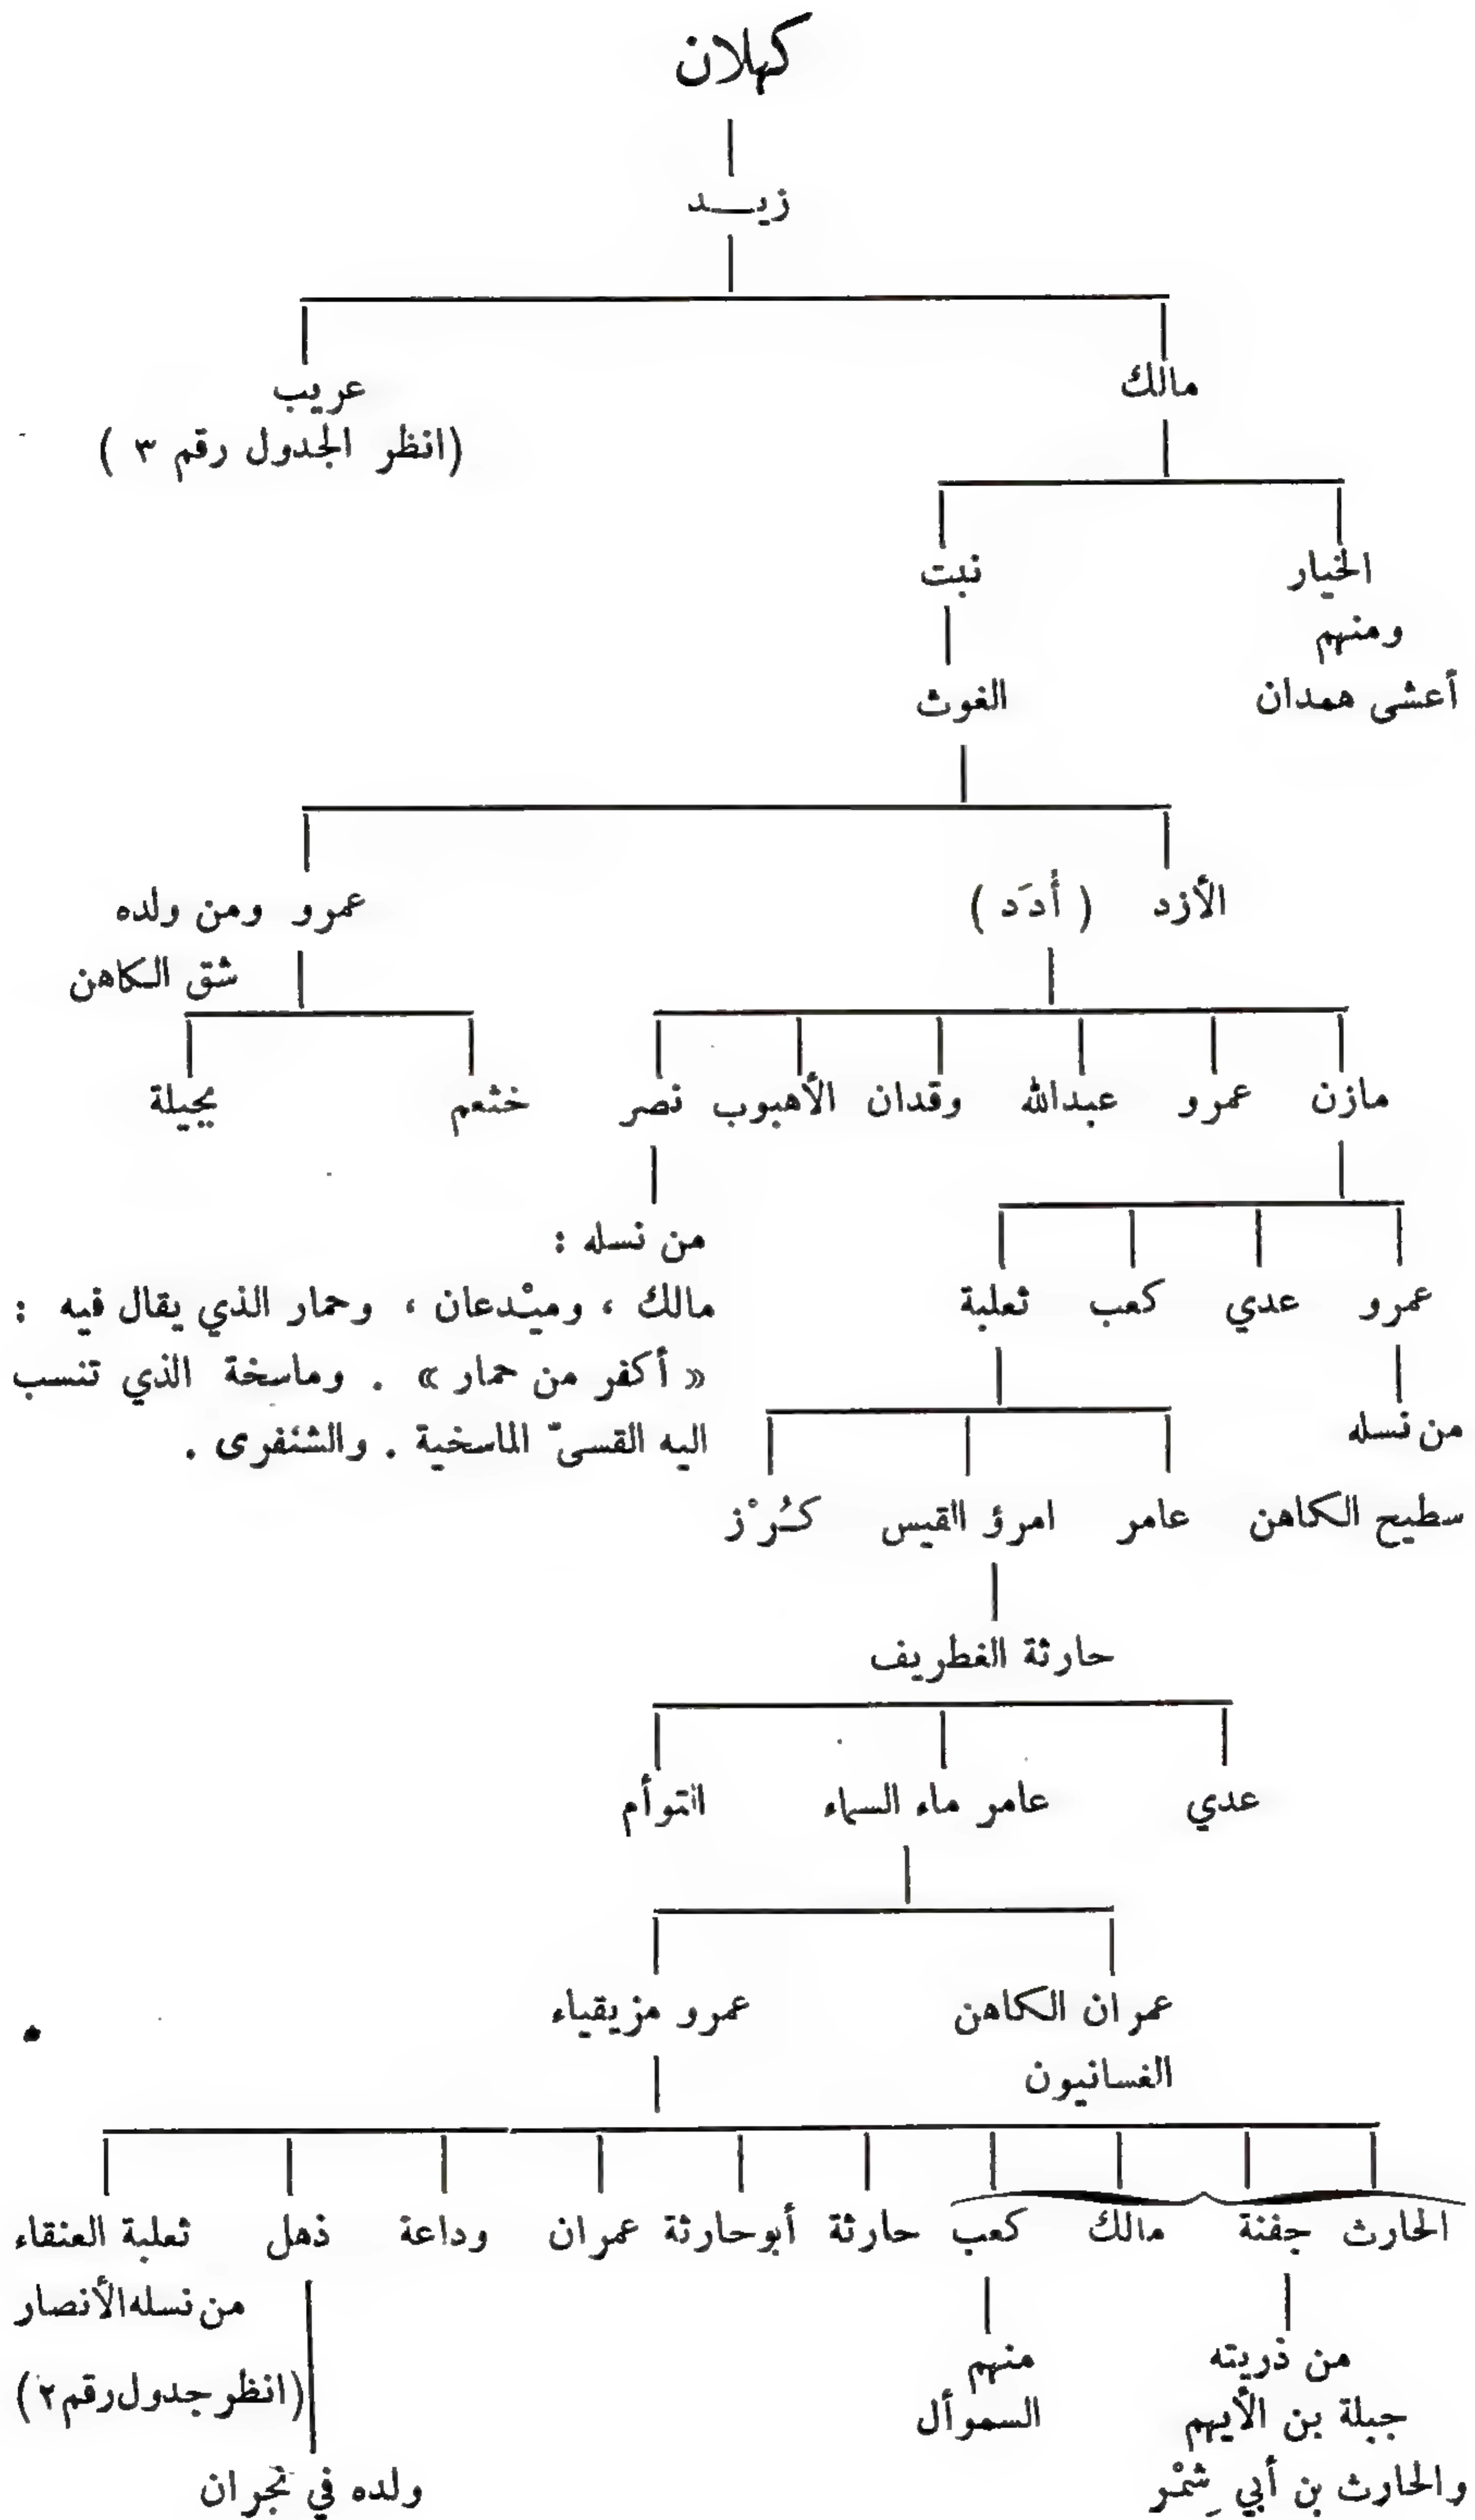 كهلان
زيد
مالك عريب
(انظر الجدول رقم ٣ )
الخيار نبت
ومنهم
أعشى همدان الغوث
الأزد ( أُدَد ) عمرو ومن ولده
شق الكاهن
مازن عمرو عبدالله وقدان الأهبوب نصر خثعم بجيلة
من نسله :
عمرو عدي كعب ثعلبة مالك ، وميْدعان ، وحمار الذي يقال فيه :
« أكفر من حمار » . وماسخة الذي تنسب
من نسله اليه القسيّ الماسخية . والشنفرى .
سطيح الكاهن عامر امرؤ القيس كُرْز
حارثة الغطريف
عدي عامر ماء السماء التوأم
عمران الكاهن عمرو مزيقياء
الغسانيون
الحارث جفنة مالك كعب حارثة أبوحارثة عمران وداعة ذهل ثعلبة العنقاء
من نسله الأنصار
من ذريته منهم (انظر جدول رقم ٢)
جبلة بن الأيهم السموأل
والحارث بن أبي شِمْر ولده في نجران